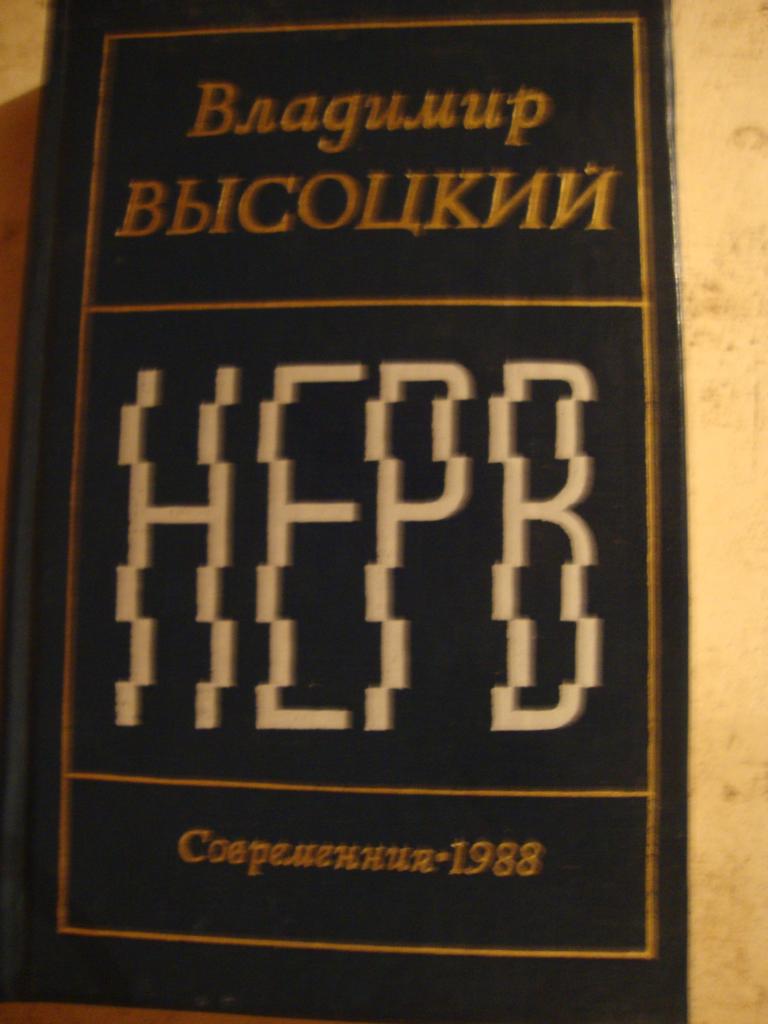 Владимир
ВЫСОЦКИЙ
НЕРВ
Современник·1988